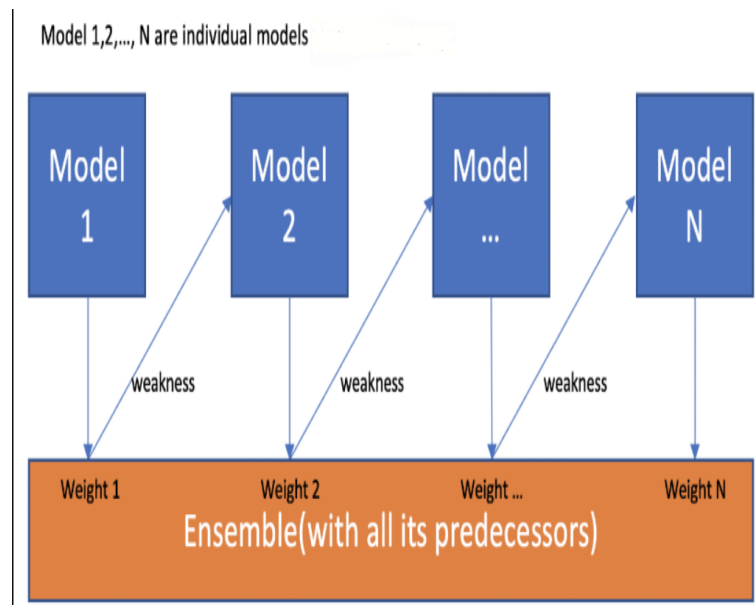 Model 1,2,..., N are individual models
Model
1
Model
2
Model
...
Model
N
weakness
weakness
weakness
Weight 1
Weight 2
Weight ...
Weight N
Ensemble(with all its predecessors)